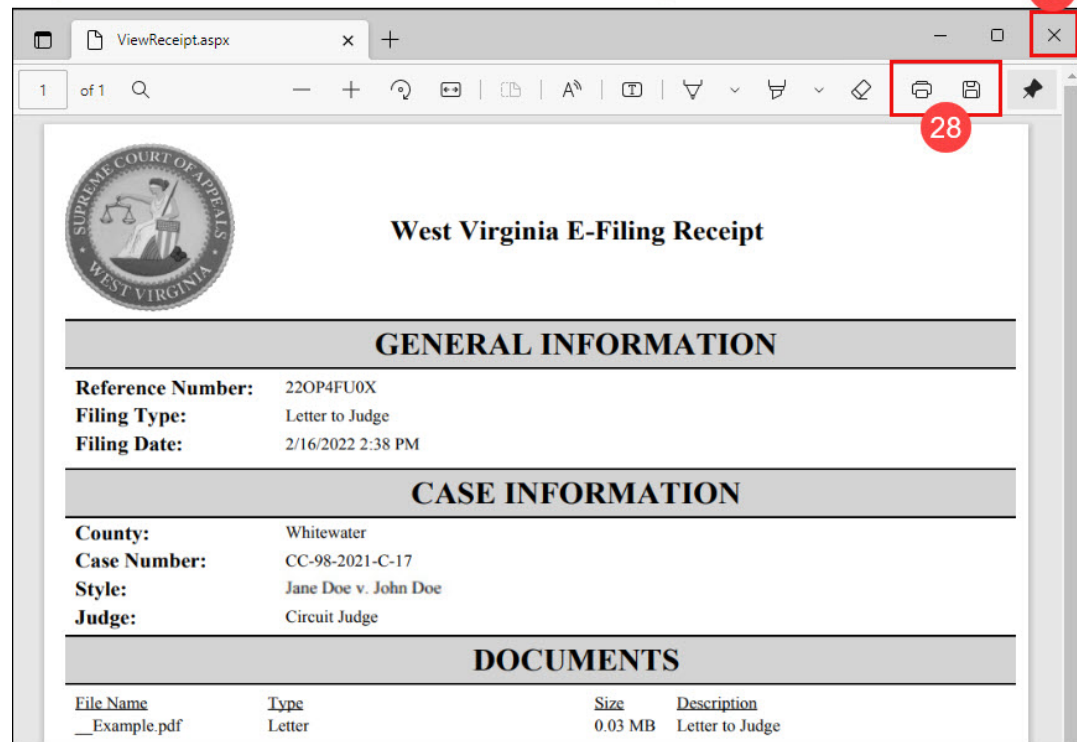 ViewReceipt.aspx
1 of 1
28
SUPREME COURT OF APPEALS
WEST VIRGINIA
West Virginia E-Filing Receipt
GENERAL INFORMATION
Reference Number: 22OP4FU0X
Filing Type: Letter to Judge
Filing Date: 2/16/2022 2:38 PM
CASE INFORMATION
County: Whitewater
Case Number: CC-98-2021-C-17
Style: Jane Doe v. John Doe
Judge: Circuit Judge
DOCUMENTS
File Name Type Size Description
__Example.pdf Letter 0.03 MB Letter to Judge